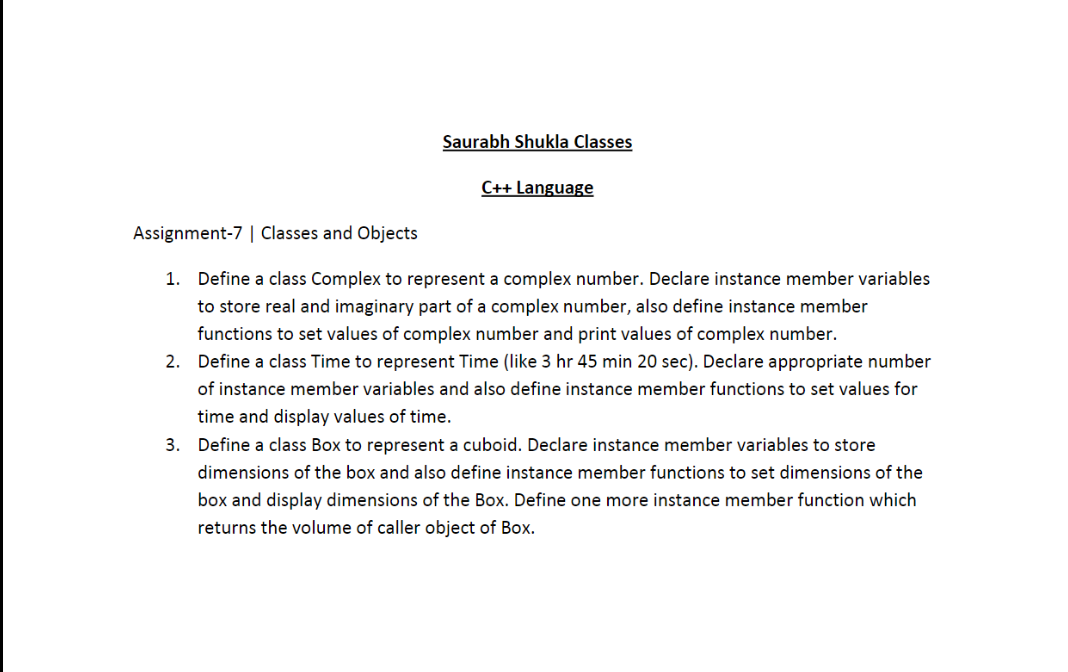 Saurabh Shukla Classes
C++ Language
Assignment-7 | Classes and Objects
1. Define a class Complex to represent a complex number. Declare instance member variables
to store real and imaginary part of a complex number, also define instance member
functions to set values of complex number and print values of complex number.
2. Define a class Time to represent Time (like 3 hr 45 min 20 sec). Declare appropriate number
of instance member variables and also define instance member functions to set values for
time and display values of time.
3. Define a class Box to represent a cuboid. Declare instance member variables to store
dimensions of the box and also define instance member functions to set dimensions of the
box and display dimensions of the Box. Define one more instance member function which
returns the volume of caller object of Box.